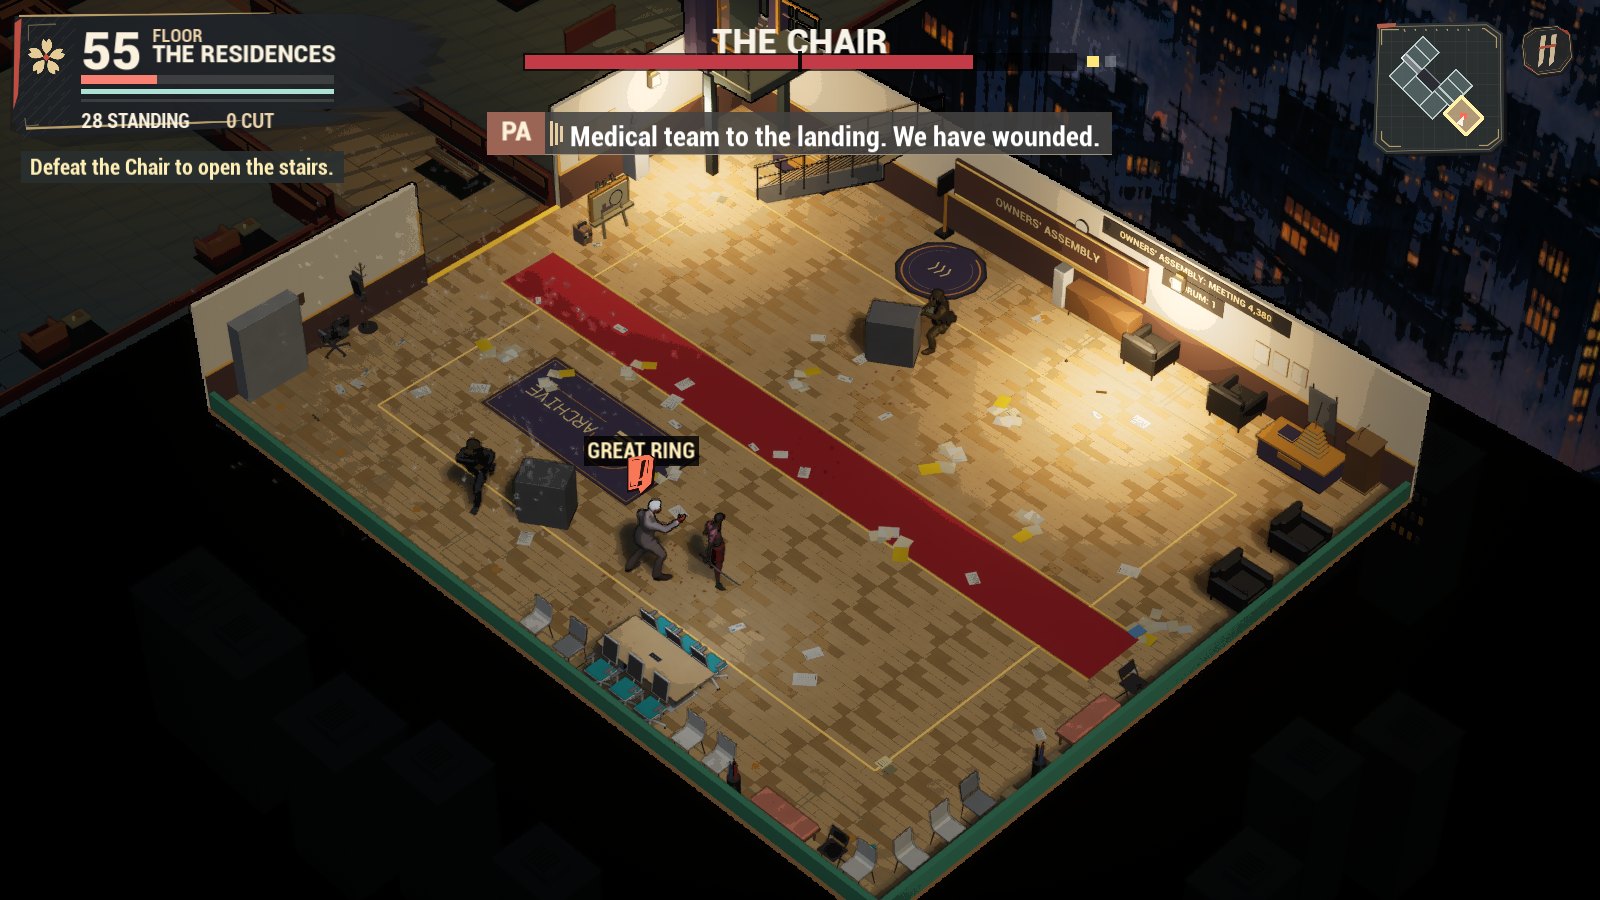 55
FLOOR
THE RESIDENCES
28 STANDING 0 CUT
Defeat the Chair to open the stairs.
THE CHAIR
PA
Medical team to the landing. We have wounded.
OWNERS' ASSEMBLY
OWNERS' ASSEMBLY: MEETING 4,380
ARCHIVE
GREAT RING
!